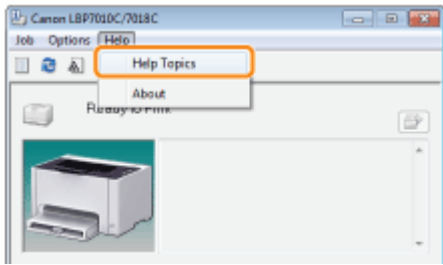 Canon LBP7010C/7018C
Job Options Help
Help Topics
About
Ready to Print